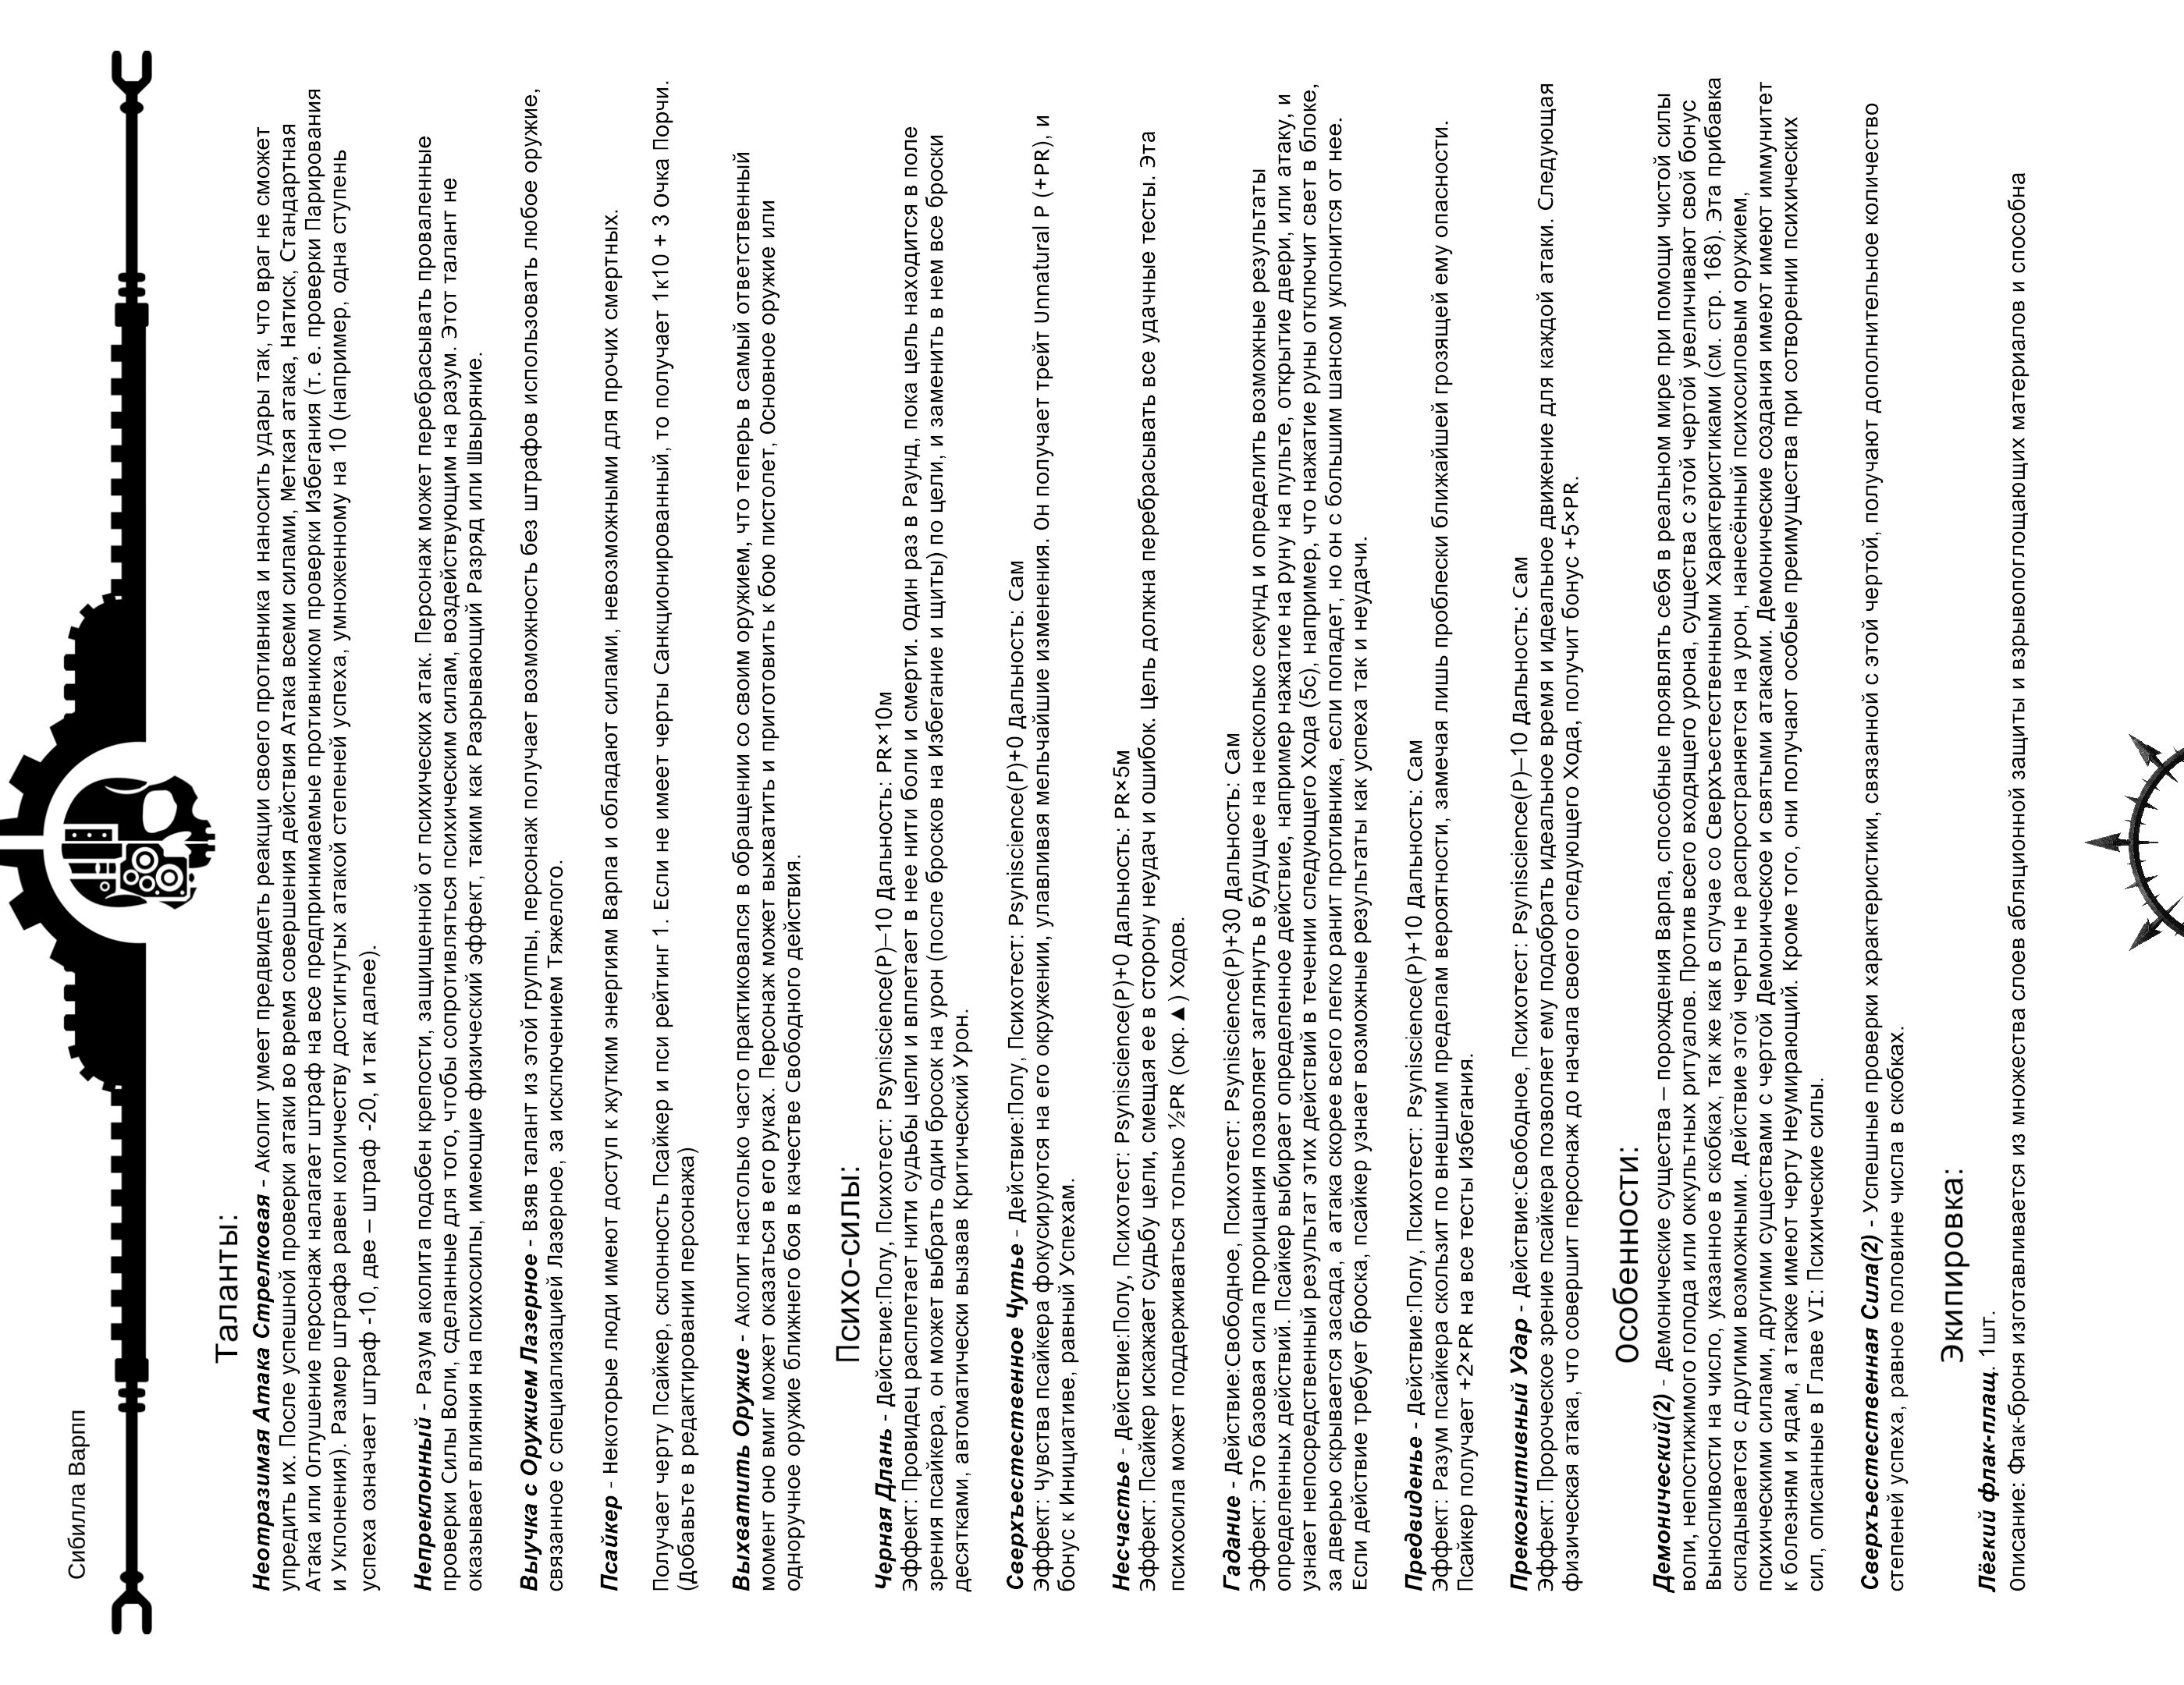 Сибилла Варпп
Таланты:
Неотразимая Атака Стрелковая - Аколит умеет предвидеть реакции своего противника и наносить удары так, что враг не сможет
упредить их. После успешной проверки атаки во время совершения действия Атака всеми силами, Меткая атака, Натиск, Стандартная
Атака или Оглушение персонаж налагает штраф на все предпринимаемые противником проверки Избегания (т. е. проверки Парирования
и Уклонения). Размер штрафа равен количеству достигнутых атакой степеней успеха, умноженному на 10 (например, одна ступень
успеха означает штраф -10, две – штраф -20, и так далее).
Непреклонный - Разум аколита подобен крепости, защищенной от психических атак. Персонаж может перебрасывать проваленные
проверки Силы Воли, сделанные для того, чтобы сопротивляться психическим силам, воздействующим на разум. Этот талант не
оказывает влияния на психосилы, имеющие физический эффект, таким как Разрывающий Разряд или Швыряние.
Выучка с Оружием Лазерное - Взяв талант из этой группы, персонаж получает возможность без штрафов использовать любое оружие,
связанное с специализацией Лазерное, за исключением Тяжелого.
Псайкер - Некоторые люди имеют доступ к жутким энергиям Варпа и обладают силами, невозможными для прочих смертных.
Получает черту Псайкер, склонность Псайкер и пси рейтинг 1. Если не имеет черты Санкционированный, то получает 1к10 + 3 Очка Порчи.
(Добавьте в редактировании персонажа)
Выхватить Оружие - Аколит настолько часто практиковался в обращении со своим оружием, что теперь в самый ответственный
момент оно вмиг может оказаться в его руках. Персонаж может выхватить и приготовить к бою пистолет, Основное оружие или
одноручное оружие ближнего боя в качестве Свободного действия.
Психо-силы:
Черная Длань - Действие:Полу, Психотест: Psyniscience(P)–10 Дальность: PR×10м
Эффект: Провидец расплетает нити судьбы цели и вплетает в нее нити боли и смерти. Один раз в Раунд, пока цель находится в поле
зрения псайкера, он может выбрать один бросок на урон (после бросков на Избегание и щиты) по цели, и заменить в нем все броски
десятками, автоматически вызвав Критический Урон.
Сверхъестественное Чутье - Действие:Полу, Психотест: Psyniscience(P)+0 Дальность: Сам
Эффект: Чувства псайкера фокусируются на его окружении, улавливая мельчайшие изменения. Он получает трейт Unnatural P (+PR), и
бонус к Инициативе, равный Успехам.
Несчастье - Действие:Полу, Психотест: Psyniscience(P)+0 Дальность: PR×5м
Эффект: Псайкер искажает судьбу цели, смещая ее в сторону неудач и ошибок. Цель должна перебрасывать все удачные тесты. Эта
психосила может поддерживаться только ½PR (окр.▲) Ходов.
Гадание - Действие:Свободное, Психотест: Psyniscience(P)+30 Дальность: Сам
Эффект: Это базовая сила прорицания позволяет заглянуть в будущее на несколько секунд и определить возможные результаты
определенных действий. Псайкер выбирает определенное действие, например нажатие на руну на пульте, открытие двери, или атаку, и
узнает непосредственный результат этих действий в течении следующего Хода (5с), например, что нажатие руны отключит свет в блоке,
за дверью скрывается засада, а атака скорее всего легко ранит противника, если попадет, но он с большим шансом уклонится от нее.
Если действие требует броска, псайкер узнает возможные результаты как успеха так и неудачи.
Предвиденье - Действие:Полу, Психотест: Psyniscience(P)+10 Дальность: Сам
Эффект: Разум псайкера скользит по внешним пределам вероятности, замечая лишь проблески ближайшей грозящей ему опасности.
Псайкер получает +2×PR на все тесты Избегания.
Прекогнитивный Удар - Действие:Свободное, Психотест: Psyniscience(P)–10 Дальность: Сам
Эффект: Пророческое зрение псайкера позволяет ему подобрать идеальное время и идеальное движение для каждой атаки. Следующая
физическая атака, что совершит персонаж до начала своего следующего Хода, получит бонус +5×PR.
Особенности:
Демонический(2) - Демонические существа – порождения Варпа, способные проявлять себя в реальном мире при помощи чистой силы
воли, непостижимого голода или оккультных ритуалов. Против всего входящего урона, существа с этой чертой увеличивают свой бонус
Выносливости на число, указанное в скобках, так же как в случае со Сверхъестественными Характеристиками (см. стр. 168). Эта прибавка
складывается с другими возможными. Действие этой черты не распространяется на урон, нанесённый психосиловым оружием,
психическими силами, другими существами с чертой Демоническое и святыми атаками. Демонические создания имеют иммунитет
к болезням и ядам, а также имеют черту Неумирающий. Кроме того, они получают особые преимущества при сотворении психических
сил, описанные в Главе VI: Психические силы.
Сверхъестественная Сила(2) - Успешные проверки характеристики, связанной с этой чертой, получают дополнительное количество
степеней успеха, равное половине числа в скобках.
Экипировка:
Лёгкий флак-плащ. 1шт.
Описание: Флак-броня изготавливается из множества слоев абляционной защиты и взрывопоглощающих материалов и способна